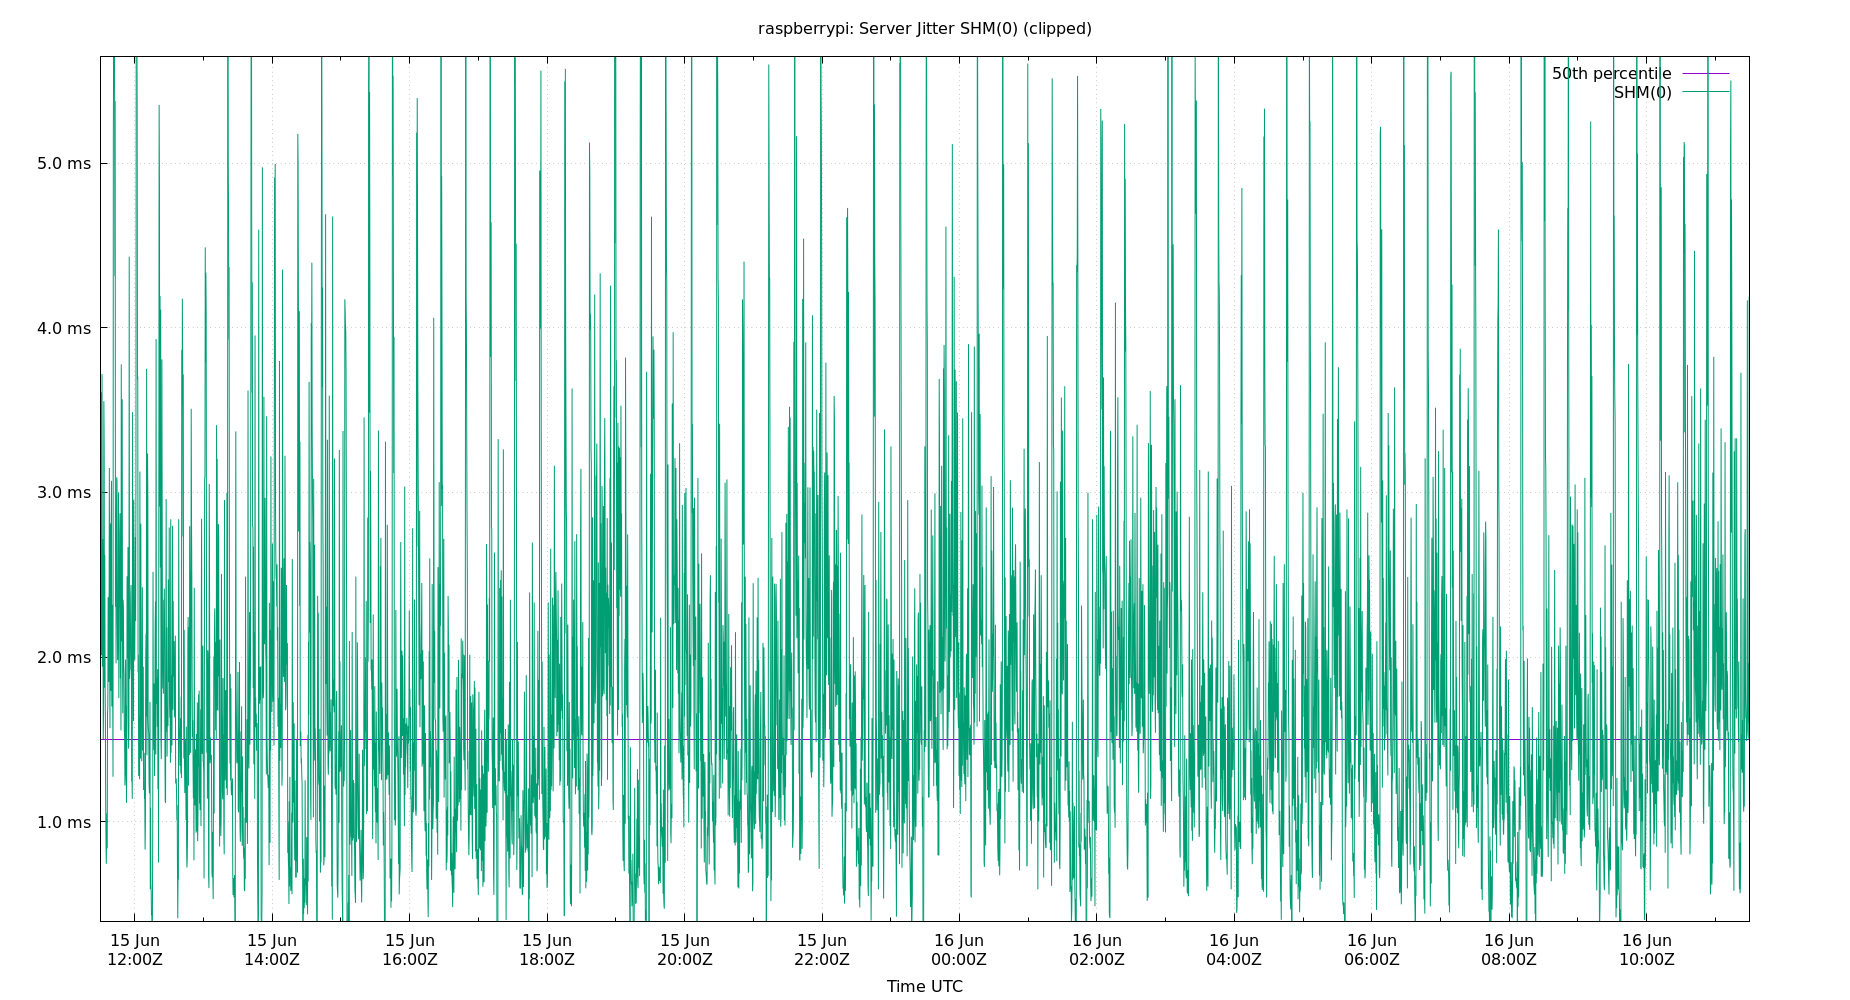 raspberrypi: Server Jitter SHM(0) (clipped)
50th percentile
SHM(0)
5.0 ms
4.0 ms
3.0 ms
2.0 ms
1.0 ms
15 Jun 15 Jun 15 Jun 15 Jun 15 Jun 15 Jun 16 Jun 16 Jun 16 Jun 16 Jun 16 Jun 16 Jun
12:00Z 14:00Z 16:00Z 18:00Z 20:00Z 22:00Z 00:00Z 02:00Z 04:00Z 06:00Z 08:00Z 10:00Z
Time UTC